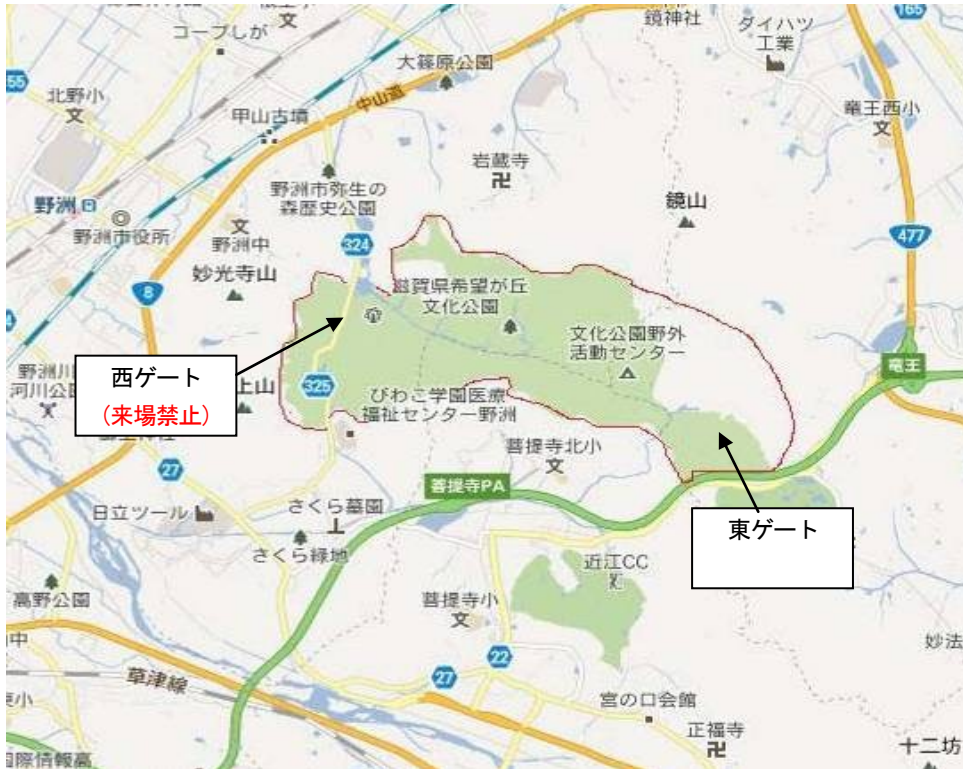 コープしが
鏡神社
ダイハツ
工業
165
大篠原公園
55
北野小
中山道
竜王西小
甲山古墳
岩蔵寺
野洲
野洲市弥生の
森歴史公園
鏡山
野洲市役所
野洲中
324
477
妙光寺山
滋賀県希望が丘
文化公園
8
文化公園野外
活動センター
竜王
野洲川
河川公園
西ゲート
(来場禁止)
上山
325
びわこ学園医療
福祉センター野洲
菩提寺北小
27
菩提寺PA
日立ツール
さくら墓園
東ゲート
さくら緑地
近江CC
高野公園
菩提寺小
妙法
22
27
草津線
宮の口会館
正福寺
十二坊
国際情報高